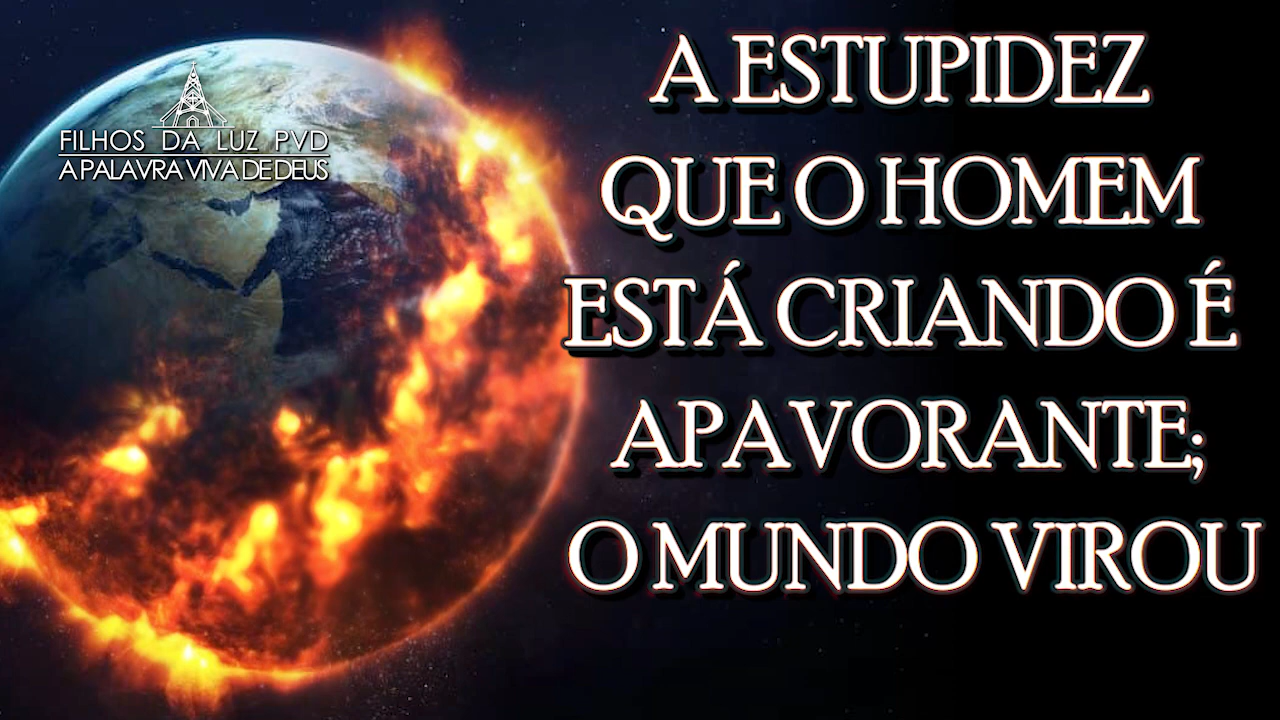 FILHOS DA LUZ PVD
A PALAVRA VIVA DE DEUS
A ESTUPIDEZ
QUE O HOMEM
ESTÁ CRIANDO É
APAVORANTE;
O MUNDO VIROU